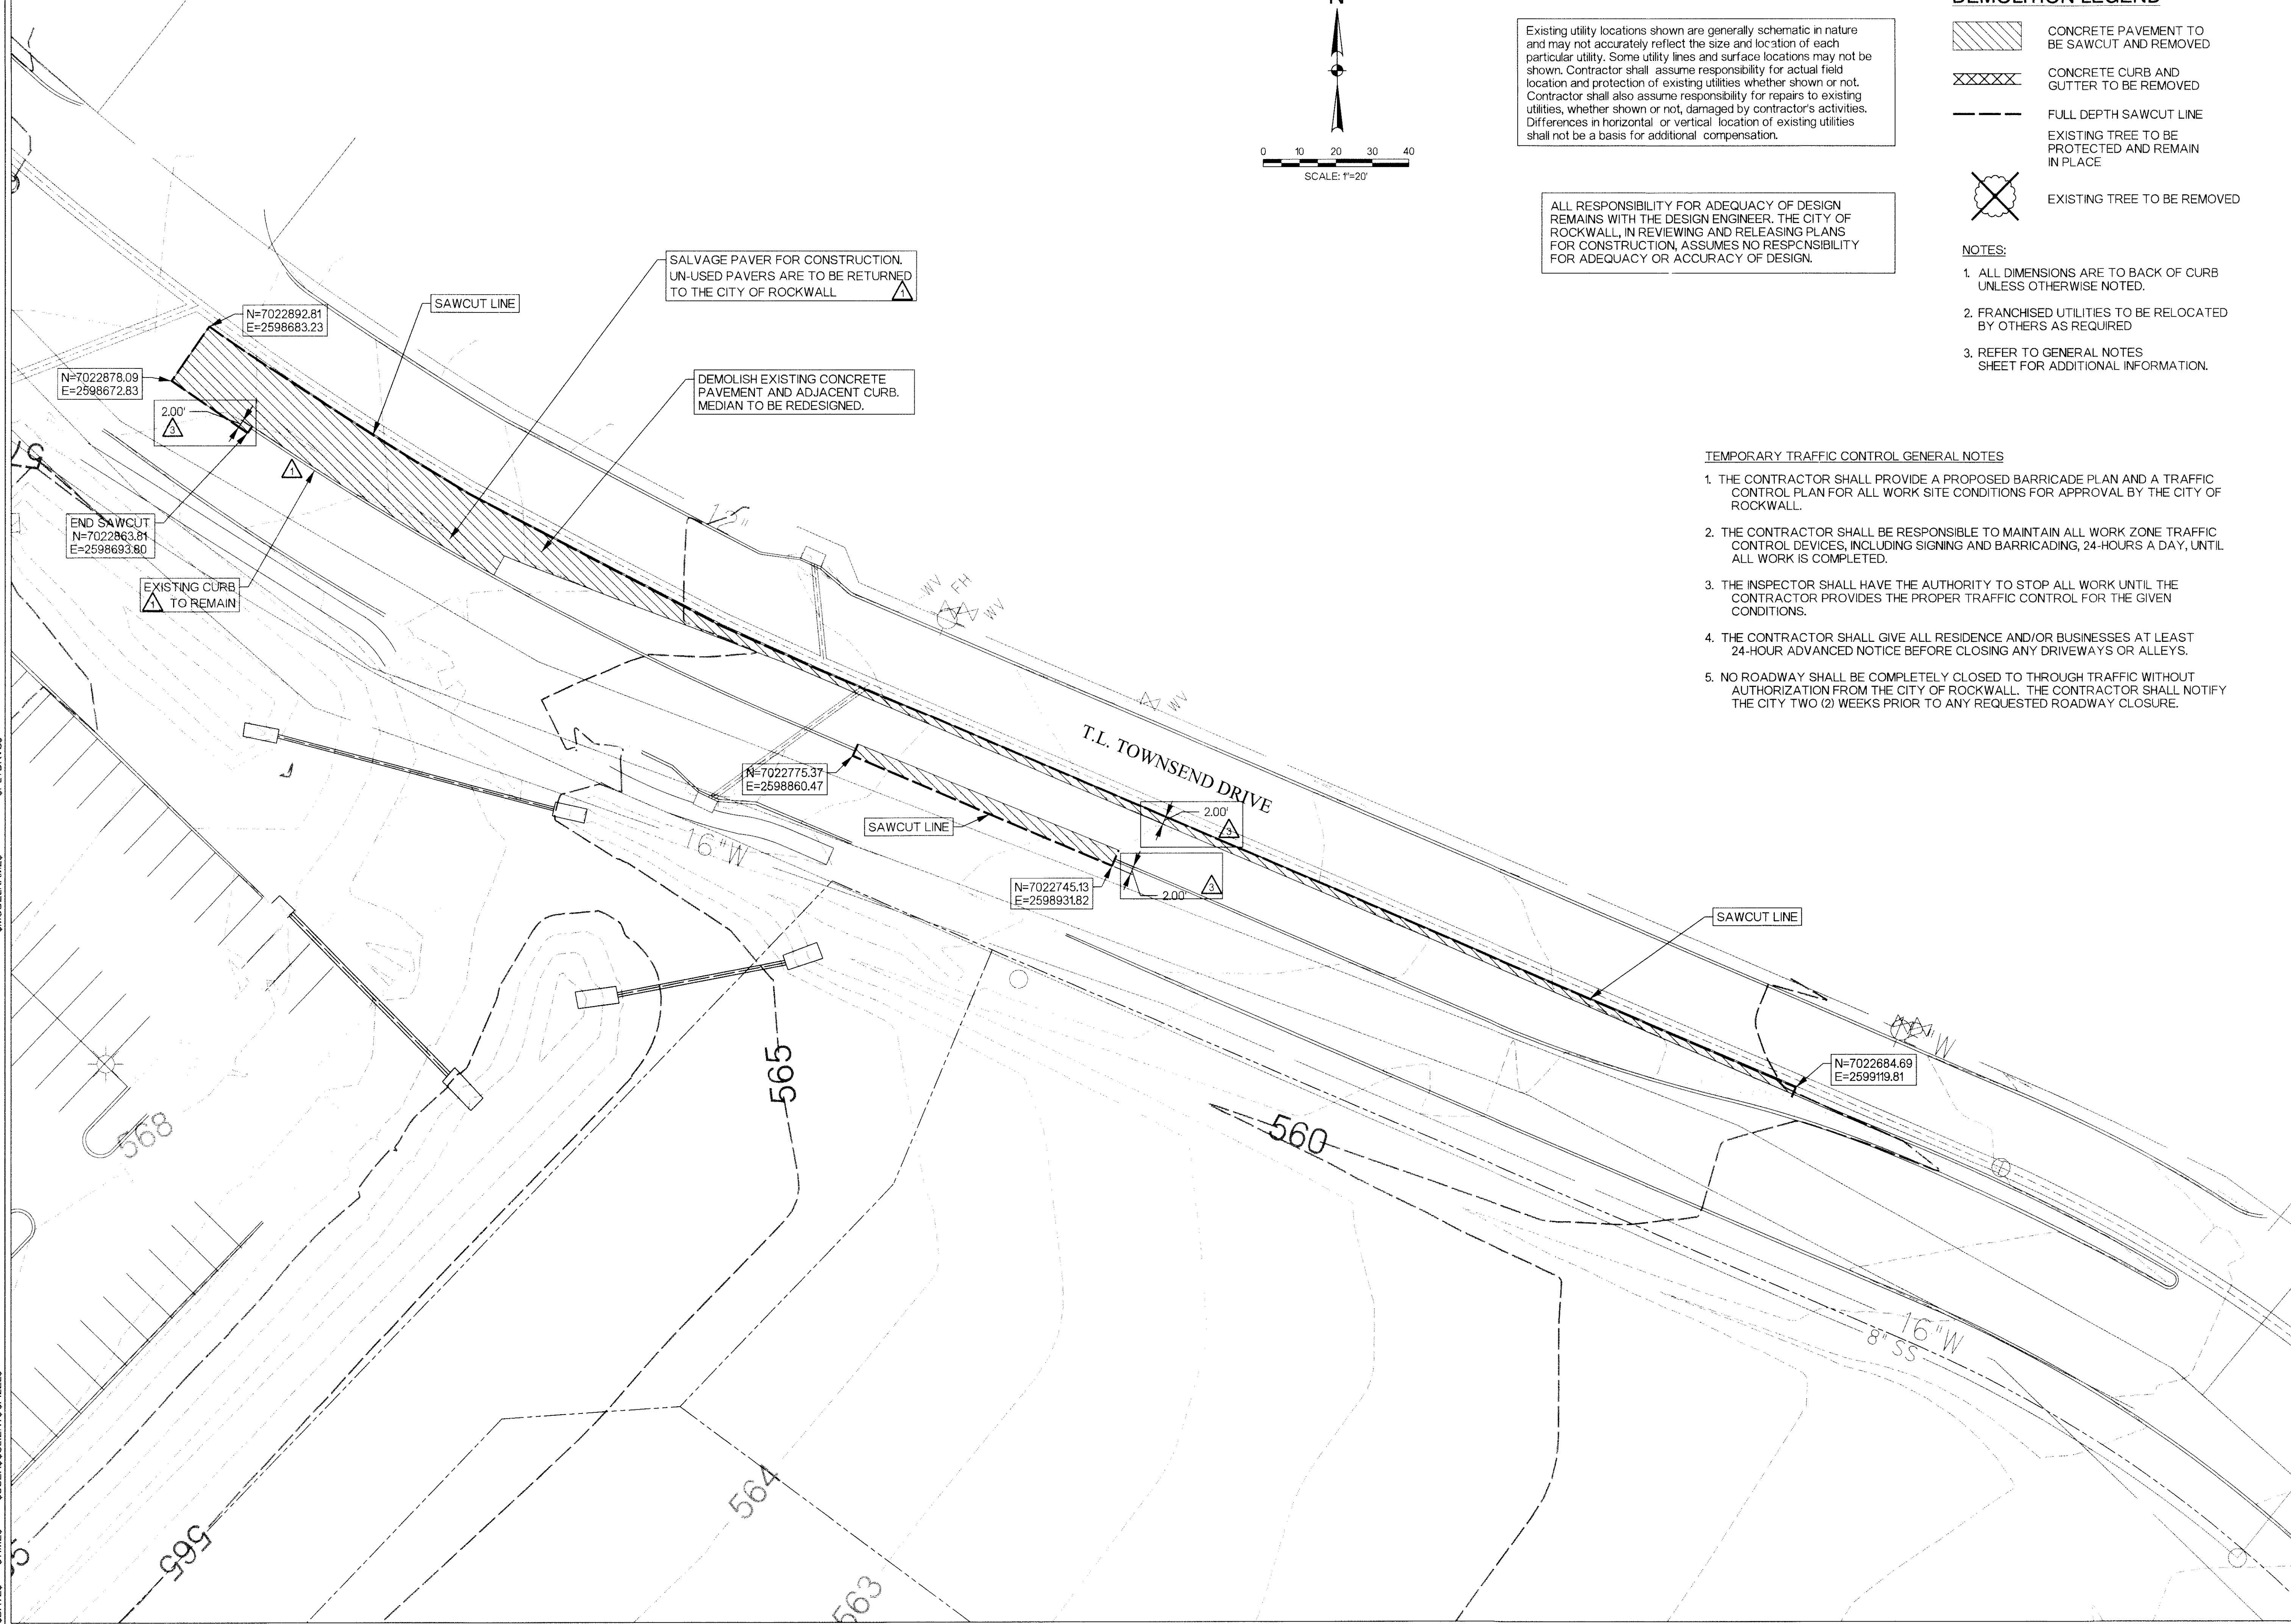 N
0 10 20 30 40
SCALE: 1"=20'
Existing utility locations shown are generally schematic in nature
and may not accurately reflect the size and location of each
particular utility. Some utility lines and surface locations may not be
shown. Contractor shall assume responsibility for actual field
location and protection of existing utilities whether shown or not.
Contractor shall also assume responsibility for repairs to existing
utilities, whether shown or not, damaged by contractor's activities.
Differences in horizontal or vertical location of existing utilities
shall not be a basis for additional compensation.
ALL RESPONSIBILITY FOR ADEQUACY OF DESIGN
REMAINS WITH THE DESIGN ENGINEER. THE CITY OF
ROCKWALL, IN REVIEWING AND RELEASING PLANS
FOR CONSTRUCTION, ASSUMES NO RESPONSIBILITY
FOR ADEQUACY OR ACCURACY OF DESIGN.
DEMOLITION LEGEND
CONCRETE PAVEMENT TO
BE SAWCUT AND REMOVED
CONCRETE CURB AND
GUTTER TO BE REMOVED
FULL DEPTH SAWCUT LINE
EXISTING TREE TO BE
PROTECTED AND REMAIN
IN PLACE
EXISTING TREE TO BE REMOVED
NOTES:
1. ALL DIMENSIONS ARE TO BACK OF CURB
UNLESS OTHERWISE NOTED.
2. FRANCHISED UTILITIES TO BE RELOCATED
BY OTHERS AS REQUIRED
3. REFER TO GENERAL NOTES
SHEET FOR ADDITIONAL INFORMATION.
TEMPORARY TRAFFIC CONTROL GENERAL NOTES
1. THE CONTRACTOR SHALL PROVIDE A PROPOSED BARRICADE PLAN AND A TRAFFIC
CONTROL PLAN FOR ALL WORK SITE CONDITIONS FOR APPROVAL BY THE CITY OF
ROCKWALL.
2. THE CONTRACTOR SHALL BE RESPONSIBLE TO MAINTAIN ALL WORK ZONE TRAFFIC
CONTROL DEVICES, INCLUDING SIGNING AND BARRICADING, 24-HOURS A DAY, UNTIL
ALL WORK IS COMPLETED.
3. THE INSPECTOR SHALL HAVE THE AUTHORITY TO STOP ALL WORK UNTIL THE
CONTRACTOR PROVIDES THE PROPER TRAFFIC CONTROL FOR THE GIVEN
CONDITIONS.
4. THE CONTRACTOR SHALL GIVE ALL RESIDENCE AND/OR BUSINESSES AT LEAST
24-HOUR ADVANCED NOTICE BEFORE CLOSING ANY DRIVEWAYS OR ALLEYS.
5. NO ROADWAY SHALL BE COMPLETELY CLOSED TO THROUGH TRAFFIC WITHOUT
AUTHORIZATION FROM THE CITY OF ROCKWALL. THE CONTRACTOR SHALL NOTIFY
THE CITY TWO (2) WEEKS PRIOR TO ANY REQUESTED ROADWAY CLOSURE.
SALVAGE PAVER FOR CONSTRUCTION.
UN-USED PAVERS ARE TO BE RETURNED
TO THE CITY OF ROCKWALL 1
SAWCUT LINE
N=7022892.81
E=2598683.23
N=7022878.09
E=2598672.83
2.00'
3
1
DEMOLISH EXISTING CONCRETE
PAVEMENT AND ADJACENT CURB.
MEDIAN TO BE REDESIGNED.
END SAWCUT
N=7022863.81
E=2598693.80
EXISTING CURB
1 TO REMAIN
WV
FH
WV
WV
T.L. TOWNSEND DRIVE
N=7022775.37
E=2598860.47
SAWCUT LINE
2.00'
3
2.00'
3
N=7022745.13
E=2598931.82
16"W
SAWCUT LINE
N=7022684.69
E=2599119.81
565
560
568
16"W
8" SS
564
565
563